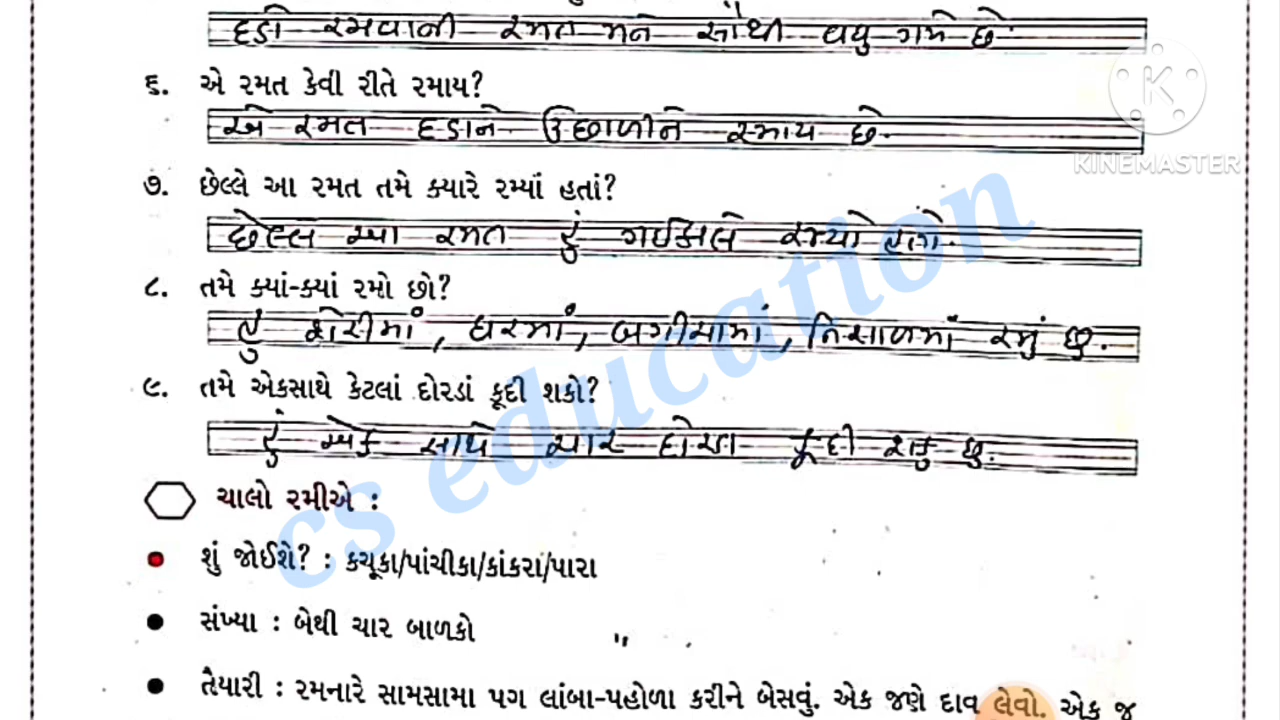 દડો રમવાની રમત મને સૌથી વધુ ગમે છે.
૬. એ રમત કેવી રીતે રમાય?
એ રમત દડાને ઉછાળીને રમાય છે.
૭. છેલ્લે આ રમત તમે ક્યારે રમ્યાં હતાં?
છેલ્લ આ રમત હું ગઈકાલે રમ્યો હતો.
૮. તમે ક્યાં-ક્યાં રમો છો?
હું શેરીમાં, ઘરમાં, બગીચામાં, નિસાળમાં રમું છુ.
૯. તમે એકસાથે કેટલાં દોરડાં કૂદી શકો?
હું એક સાથે ચાર દોરડા કૂદી શકુ છુ.
ચાલો રમીએ :
શું જોઈશે? : કચૂકા/પાંચીકા/કાંકરા/પારા
સંખ્યા : બેથી ચાર બાળકો
તૈયારી : રમનારે સામસામા પગ લાંબા-પહોળા કરીને બેસવું. એક જણે દાવ લેવો. એક જ
KINEMASTER
cs education